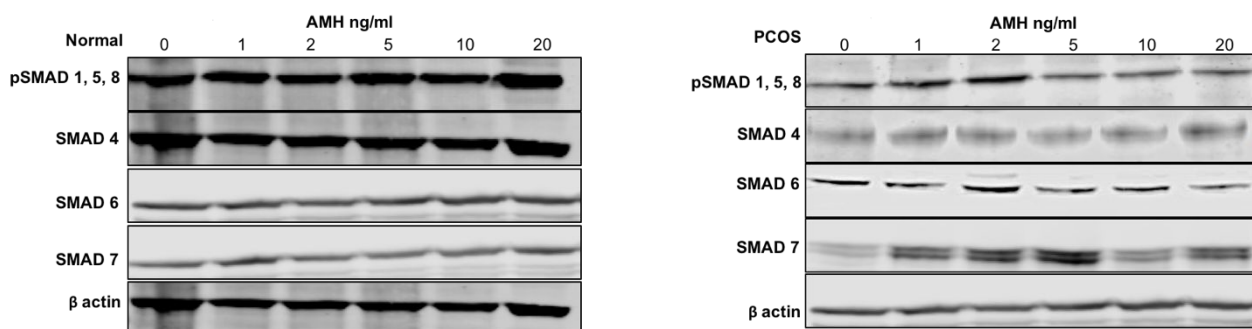 AMH ng/ml
Normal 0 1 2 5 10 20
pSMAD 1, 5, 8
SMAD 4
SMAD 6
SMAD 7
β actin
AMH ng/ml
PCOS 0 1 2 5 10 20
pSMAD 1, 5, 8
SMAD 4
SMAD 6
SMAD 7
β actin